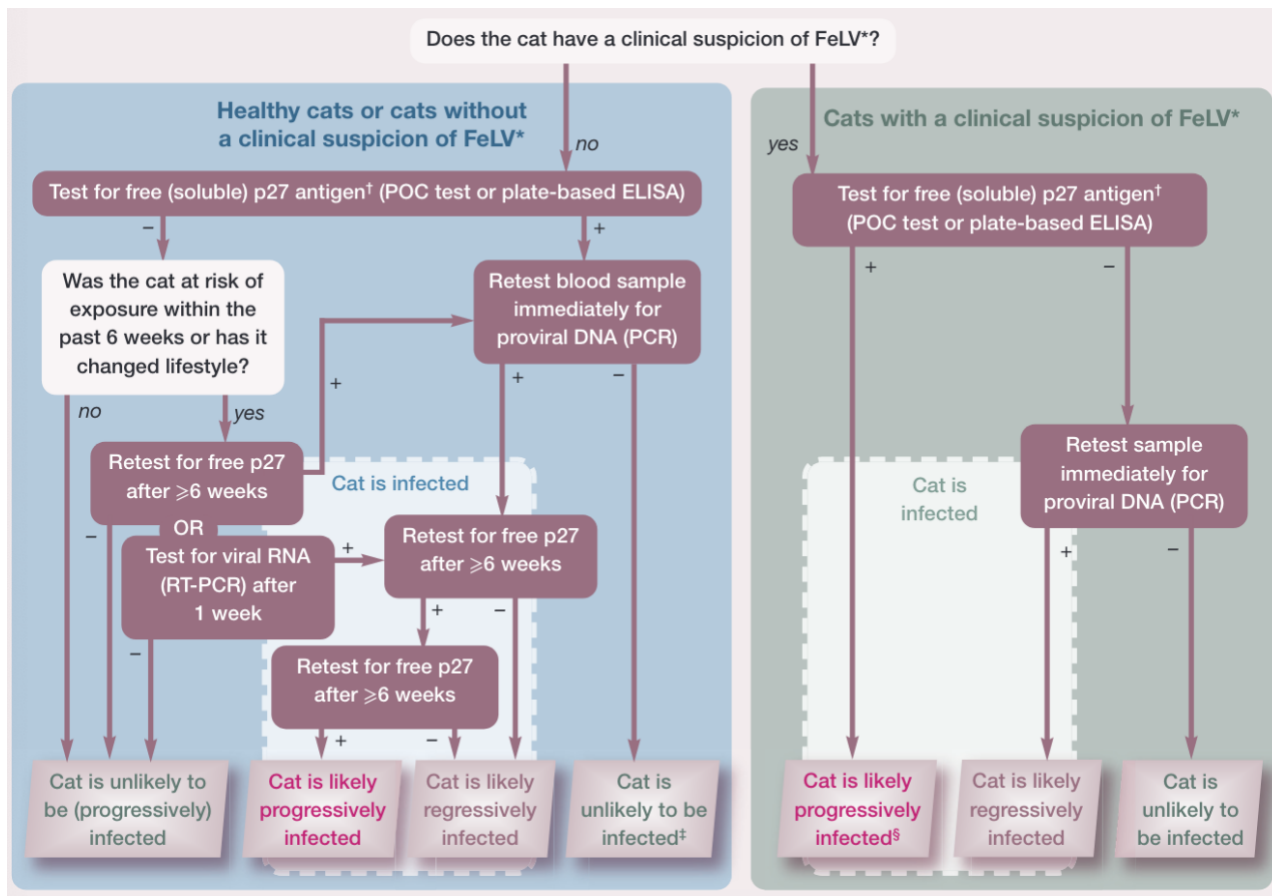 Does the cat have a clinical suspicion of FeLV*?
Healthy cats or cats without
a clinical suspicion of FeLV*
no
Test for free (soluble) p27 antigen† (POC test or plate-based ELISA)
–
+
Was the cat at risk of
exposure within the
past 6 weeks or has it
changed lifestyle?
Retest blood sample
immediately for
proviral DNA (PCR)
+
+
–
no
yes
Retest for free p27
after ⩾6 weeks
OR
Test for viral RNA
(RT-PCR) after
1 week
–
–
+
Cat is infected
Retest for free p27
after ⩾6 weeks
+
–
Retest for free p27
after ⩾6 weeks
+
–
Cat is unlikely to
be (progressively)
infected
Cat is likely
progressively
infected
Cat is likely
regressively
infected
Cat is
unlikely to be
infected‡
Cats with a clinical suspicion of FeLV*
yes
Test for free (soluble) p27 antigen†
(POC test or plate-based ELISA)
+
–
Retest sample
immediately for
proviral DNA (PCR)
Cat is
infected
+
–
Cat is likely
progressively
infected§
Cat is likely
regressively
infected
Cat is
unlikely to
be infected